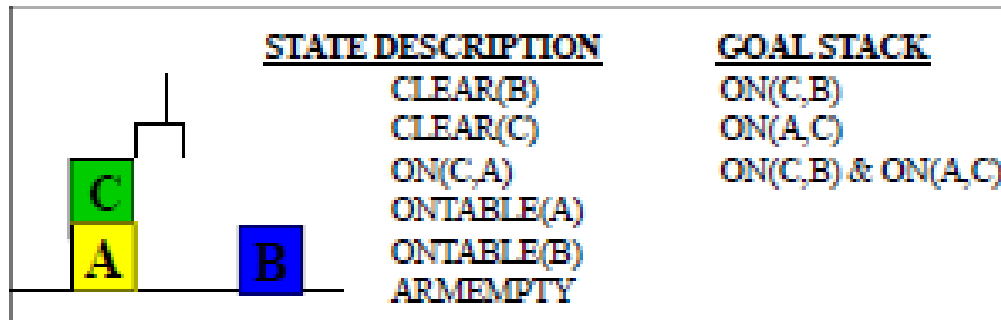 STATE DESCRIPTION
CLEAR(B)
CLEAR(C)
ON(C,A)
ONTABLE(A)
ONTABLE(B)
ARMEMPTY
GOAL STACK
ON(C,B)
ON(A,C)
ON(C,B) & ON(A,C)
C
A
B